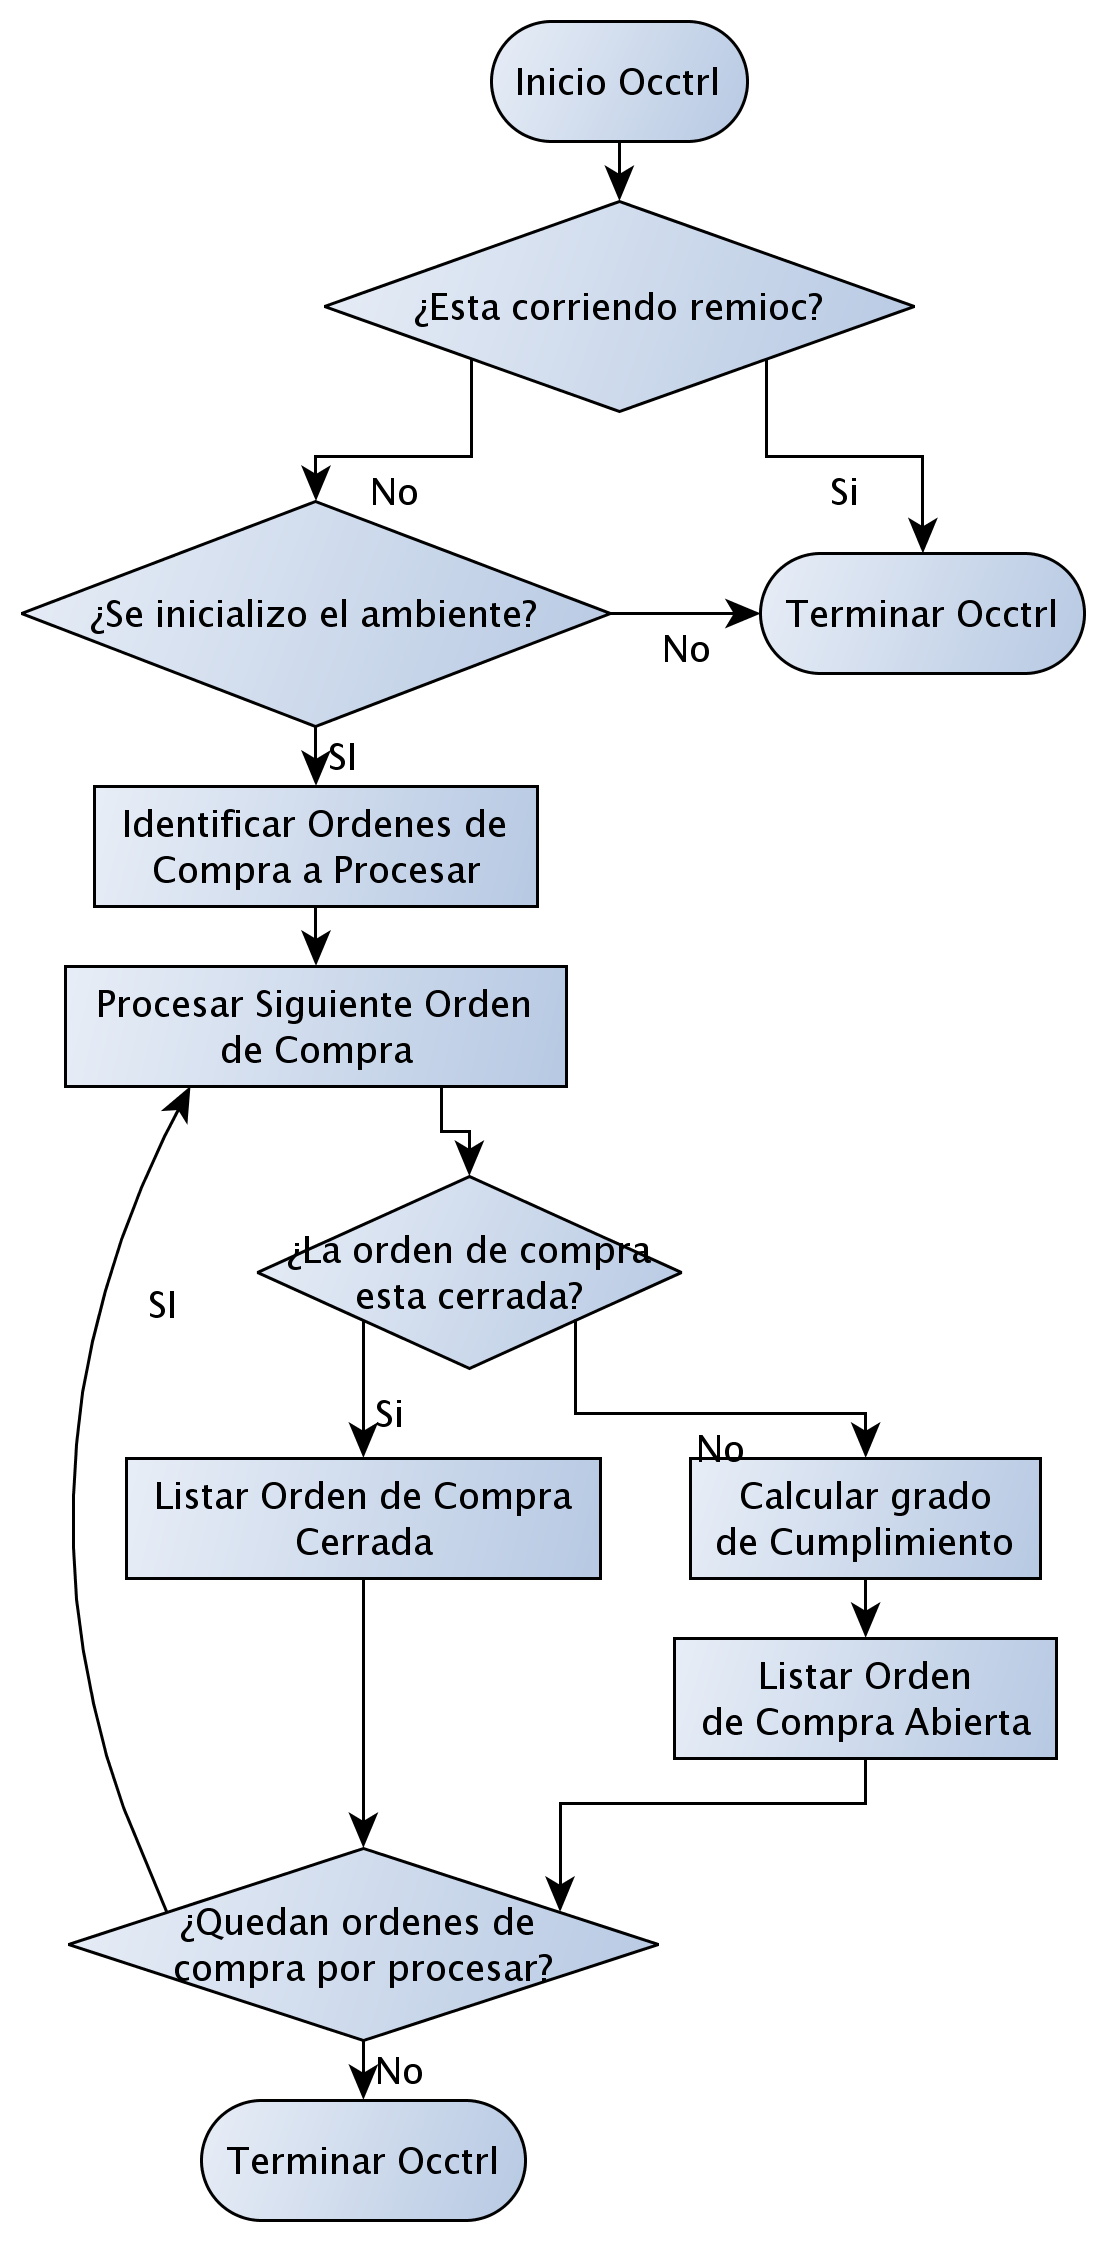 Inicio Occtrl
¿Esta corriendo remioc?
No
Si
¿Se inicializo el ambiente?
No
Terminar Occtrl
SI
Identificar Ordenes de
Compra a Procesar
Procesar Siguiente Orden
de Compra
¿La orden de compra
esta cerrada?
SI
Si
No
Listar Orden de Compra
Cerrada
Calcular grado
de Cumplimiento
Listar Orden
de Compra Abierta
¿Quedan ordenes de
compra por procesar?
No
Terminar Occtrl